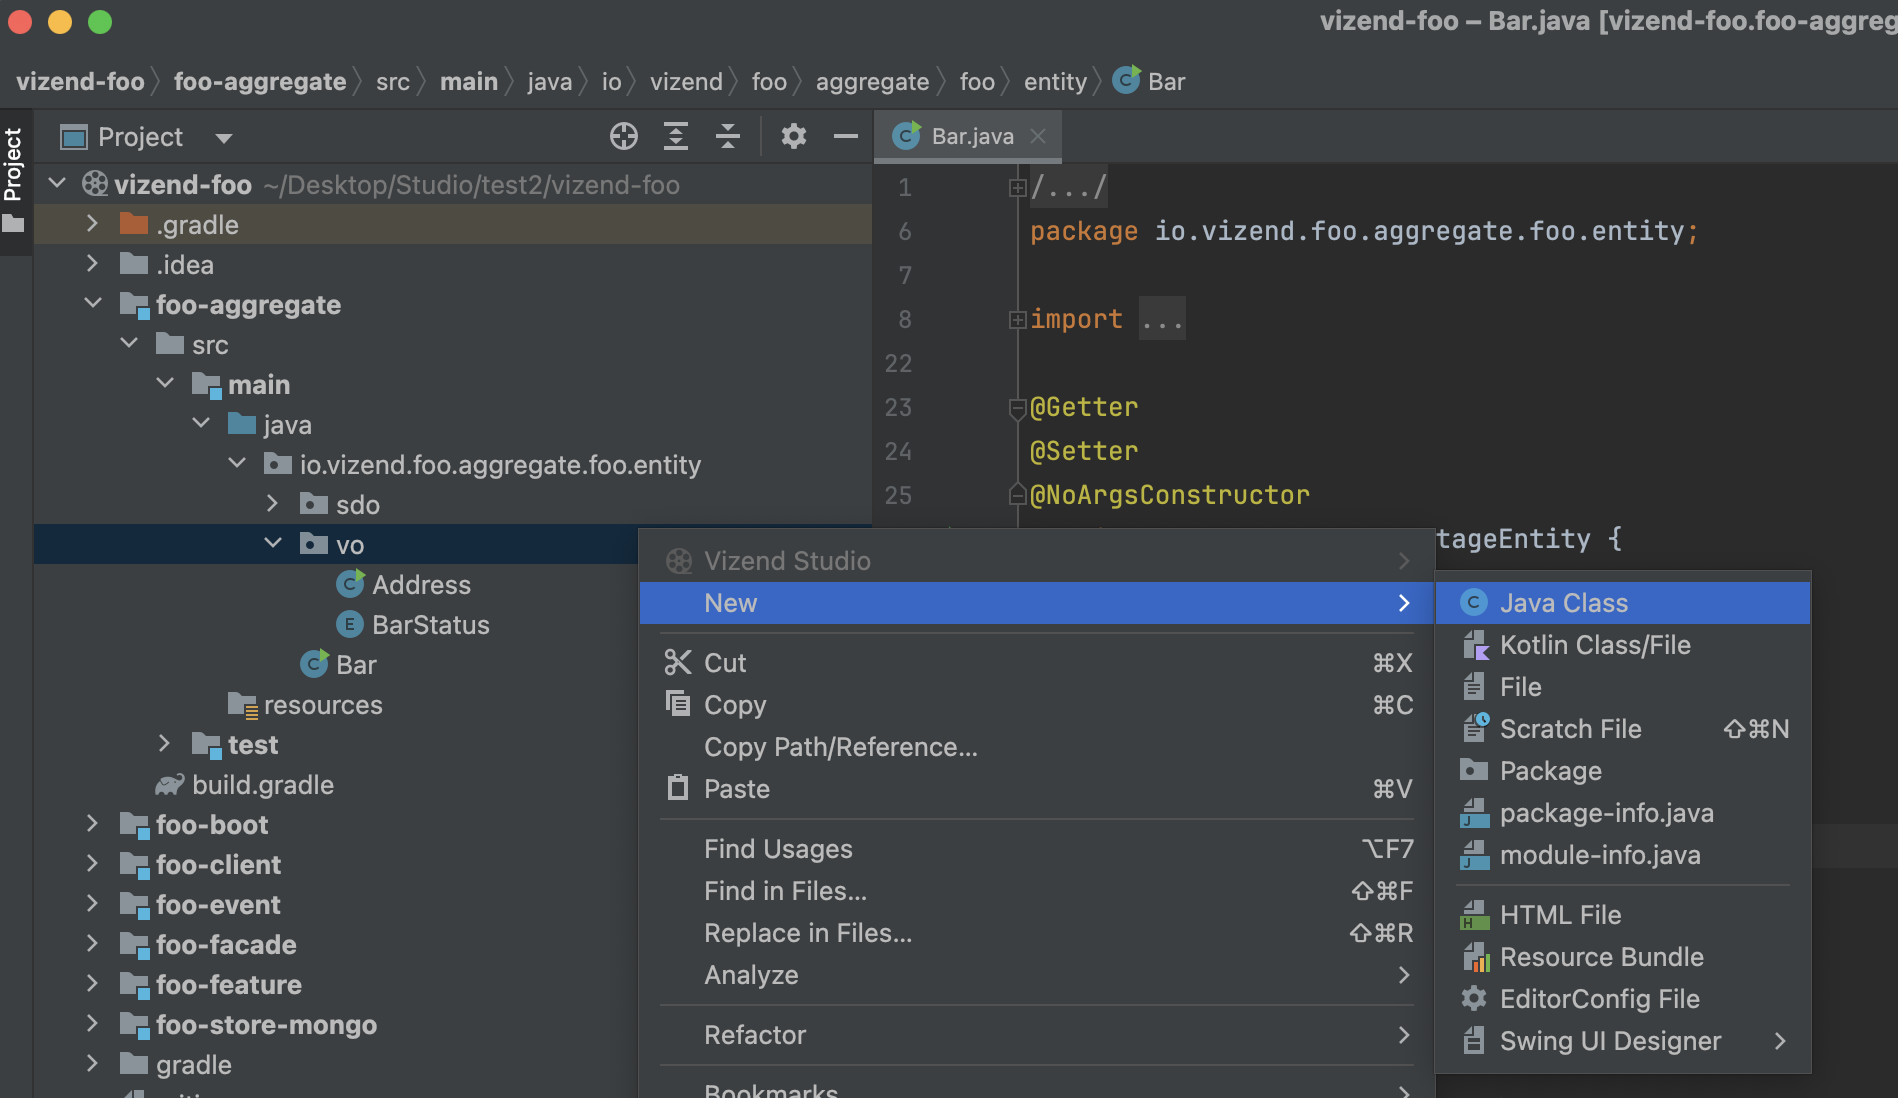 vizend-foo – Bar.java [vizend-foo.foo-aggreg
vizend-foo foo-aggregate src main java io vizend foo aggregate foo entity Bar
Project
Project
Bar.java
vizend-foo ~/Desktop/Studio/test2/vizend-foo
.gradle
.idea
foo-aggregate
src
main
java
io.vizend.foo.aggregate.foo.entity
sdo
vo
Address
BarStatus
Bar
resources
test
build.gradle
foo-boot
foo-client
foo-event
foo-facade
foo-feature
foo-store-mongo
gradle
1 /.../
6 package io.vizend.foo.aggregate.foo.entity;
7
8 import ...
22
23 @Getter
24 @Setter
25 @NoArgsConstructor
tageEntity {
Vizend Studio
New
Cut ⌘X
Copy ⌘C
Copy Path/Reference...
Paste ⌘V
Find Usages ⌥F7
Find in Files... ⇧⌘F
Replace in Files... ⇧⌘R
Analyze
Refactor
Bookmarks
Java Class
Kotlin Class/File
File
Scratch File ⇧⌘N
Package
package-info.java
module-info.java
HTML File
Resource Bundle
EditorConfig File
Swing UI Designer